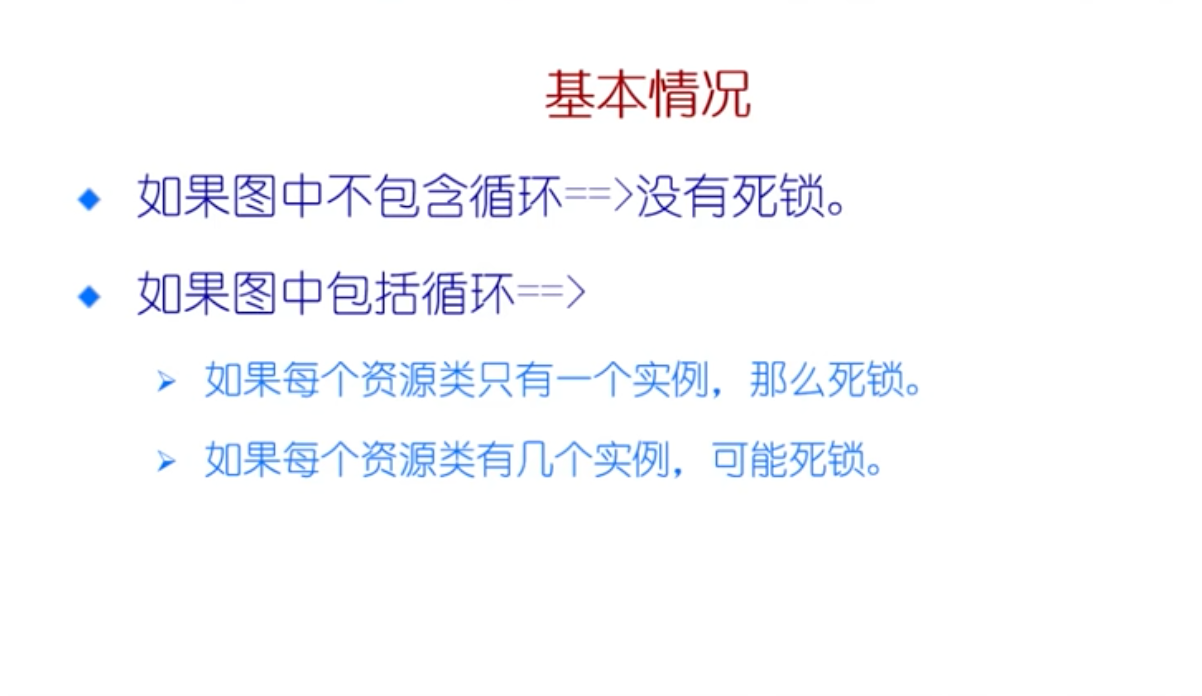 基本情况
如果图中不包含循环==>没有死锁。
如果图中包括循环==>
如果每个资源类只有一个实例，那么死锁。
如果每个资源类有几个实例，可能死锁。